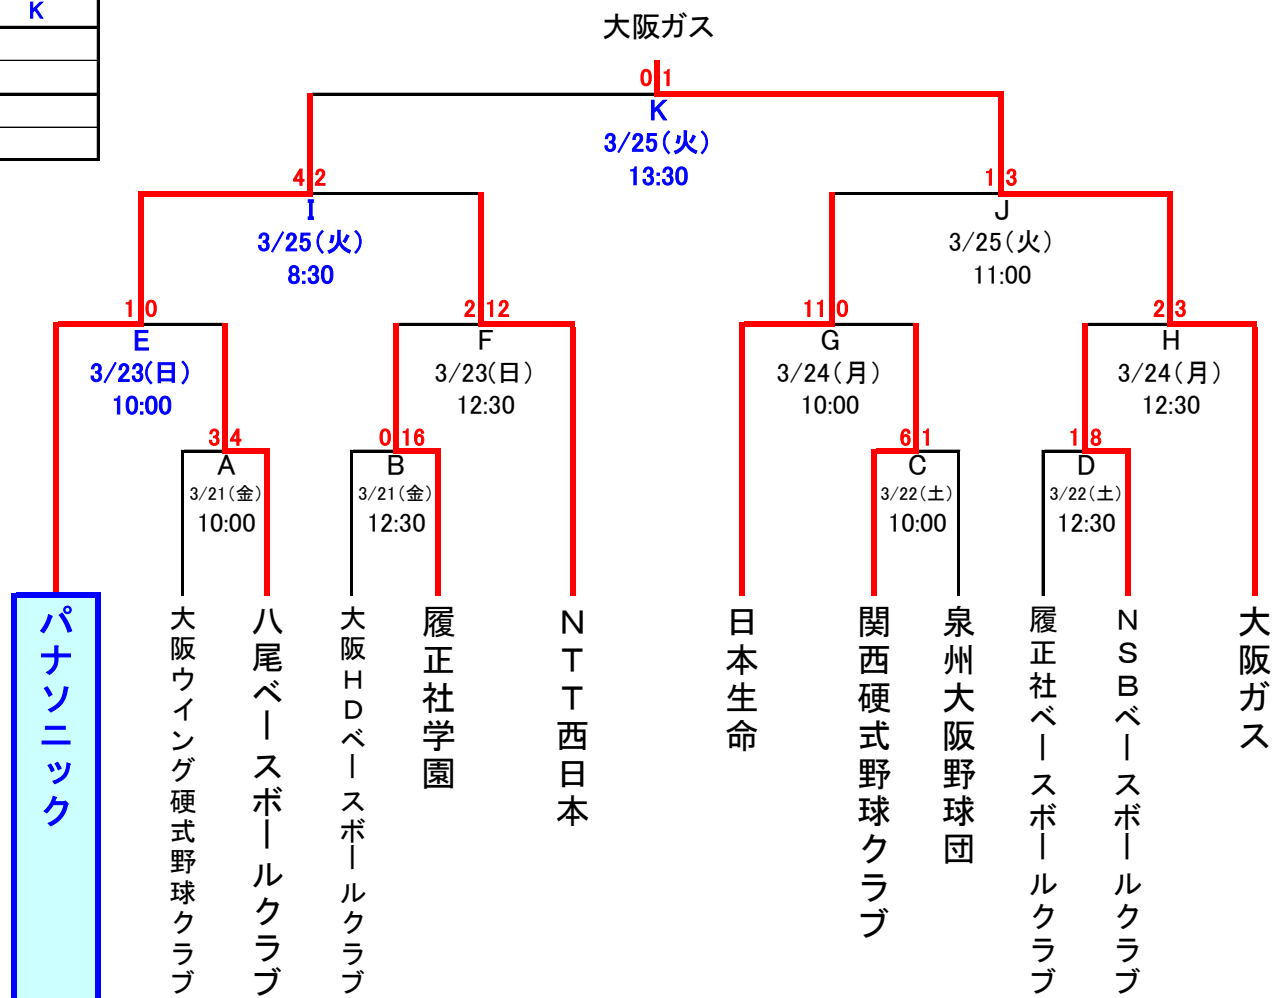 K
大阪ガス
0 1
K
3/25(火)
13:30
4 2
I
3/25(火)
8:30
1 3
J
3/25(火)
11:00
1 0
E
3/23(日)
10:00
2 12
F
3/23(日)
12:30
11 0
G
3/24(月)
10:00
2 3
H
3/24(月)
12:30
3 4
A
3/21(金)
10:00
0 16
B
3/21(金)
12:30
6 1
C
3/22(土)
10:00
1 8
D
3/22(土)
12:30
パナソニック
大阪ウイング硬式野球クラブ
八尾ベースボールクラブ
大阪HDベースボールクラブ
履正社学園
NTT西日本
日本生命
関西硬式野球クラブ
泉州大阪野球団
履正社ベースボールクラブ
NSBベースボールクラブ
大阪ガス